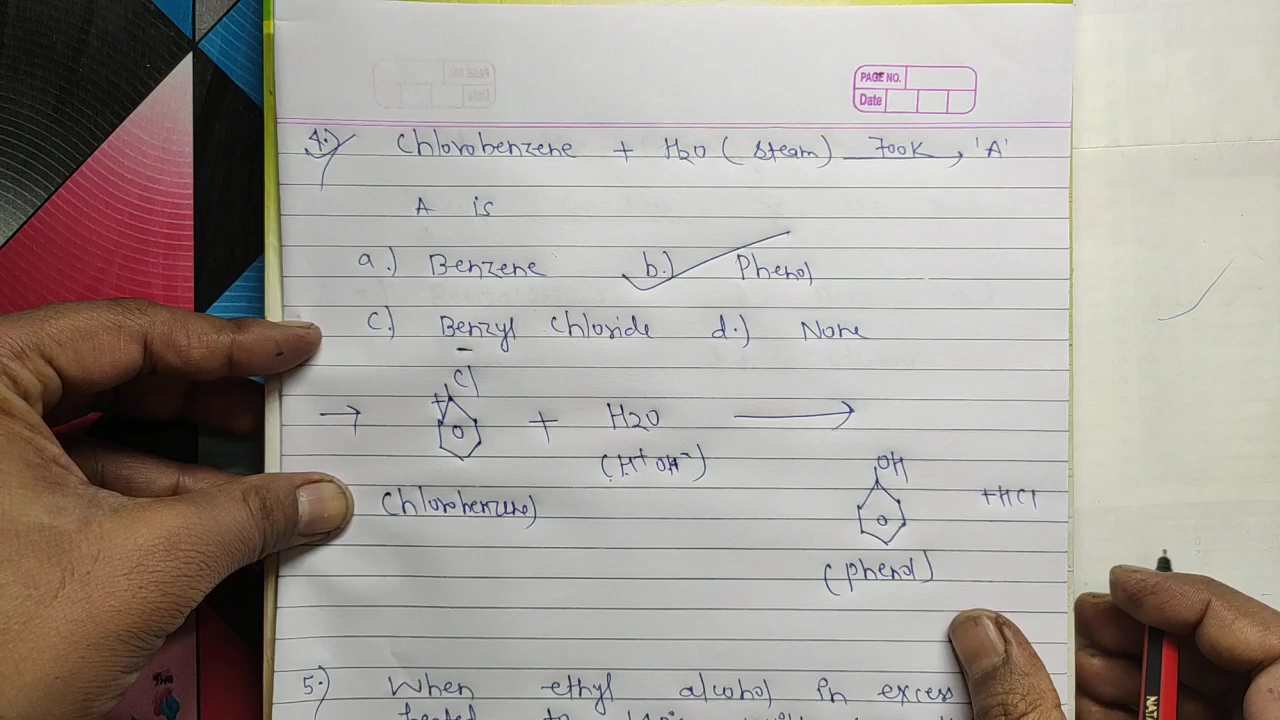 PAGE NO.
Date
4.) Chlorobenzene + H2O (steam) 700K, 'A'
A is
a.) Benzene b.) Phenol
c.) Benzyl chloride d.) None
Cl
→ + H2O →
(H+ OH-)
OH
+HCl
Chlorobenzene)
(phenol)
5.) When ethyl alcohol in excess
NAT